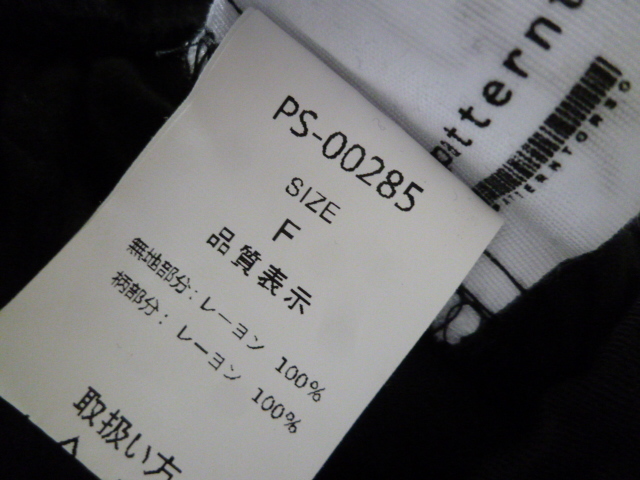 PS-00285
SIZE
F
品質表示
無地部分：レーヨン 100%
柄部分：レーヨン 100%
取扱い方